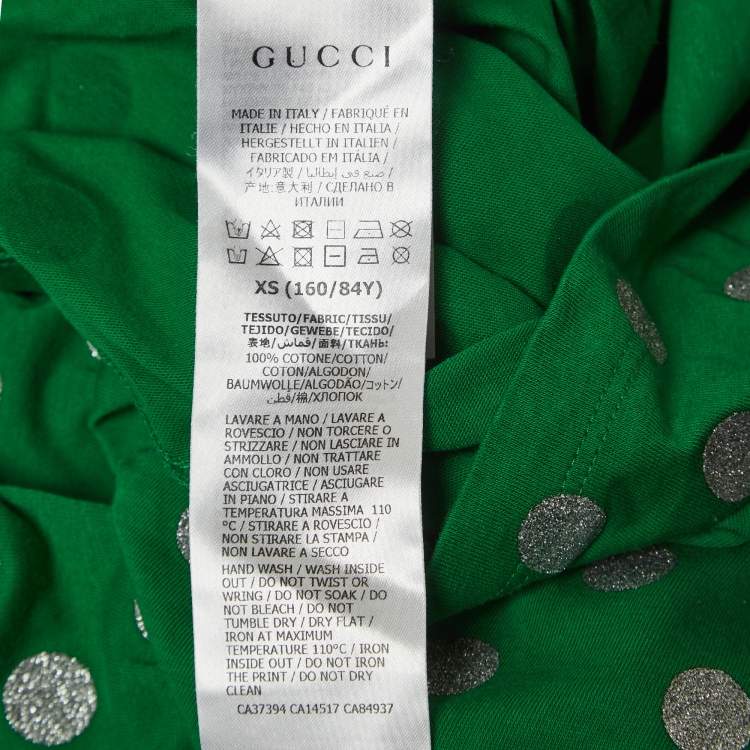 GUCCI
MADE IN ITALY / FABRIQUÉ EN
ITALIE / HECHO EN ITALIA /
HERGESTELLT IN ITALIEN /
FABRICADO EM ITÁLIA /
イタリア製 / صنع في إيطاليا /
产地:意大利 / СДЕЛАНО В
ИТАЛИИ
XS (160/84Y)
TESSUTO/FABRIC/TISSU/
TEJIDO/GEWEBE/TECIDO/
表地/قماش/面料/ТКАНЬ:
100% COTONE/COTTON/
COTON/ALGODON/
BAUMWOLLE/ALGODÃO/コットン/
قطن/棉/ХЛОПОК
LAVARE A MANO / LAVARE A
ROVESCIO / NON TORCERE O
STRIZZARE / NON LASCIARE IN
AMMOLLO / NON TRATTARE
CON CLORO / NON USARE
ASCIUGATRICE / ASCIUGARE
IN PIANO / STIRARE A
TEMPERATURA MASSIMA 110
°C / STIRARE A ROVESCIO /
NON STIRARE LA STAMPA /
NON LAVARE A SECCO
HAND WASH / WASH INSIDE
OUT / DO NOT TWIST OR
WRING / DO NOT SOAK / DO
NOT BLEACH / DO NOT
TUMBLE DRY / DRY FLAT /
IRON AT MAXIMUM
TEMPERATURE 110°C / IRON
INSIDE OUT / DO NOT IRON
THE PRINT / DO NOT DRY
CLEAN
CA37394 CA14517 CA84937